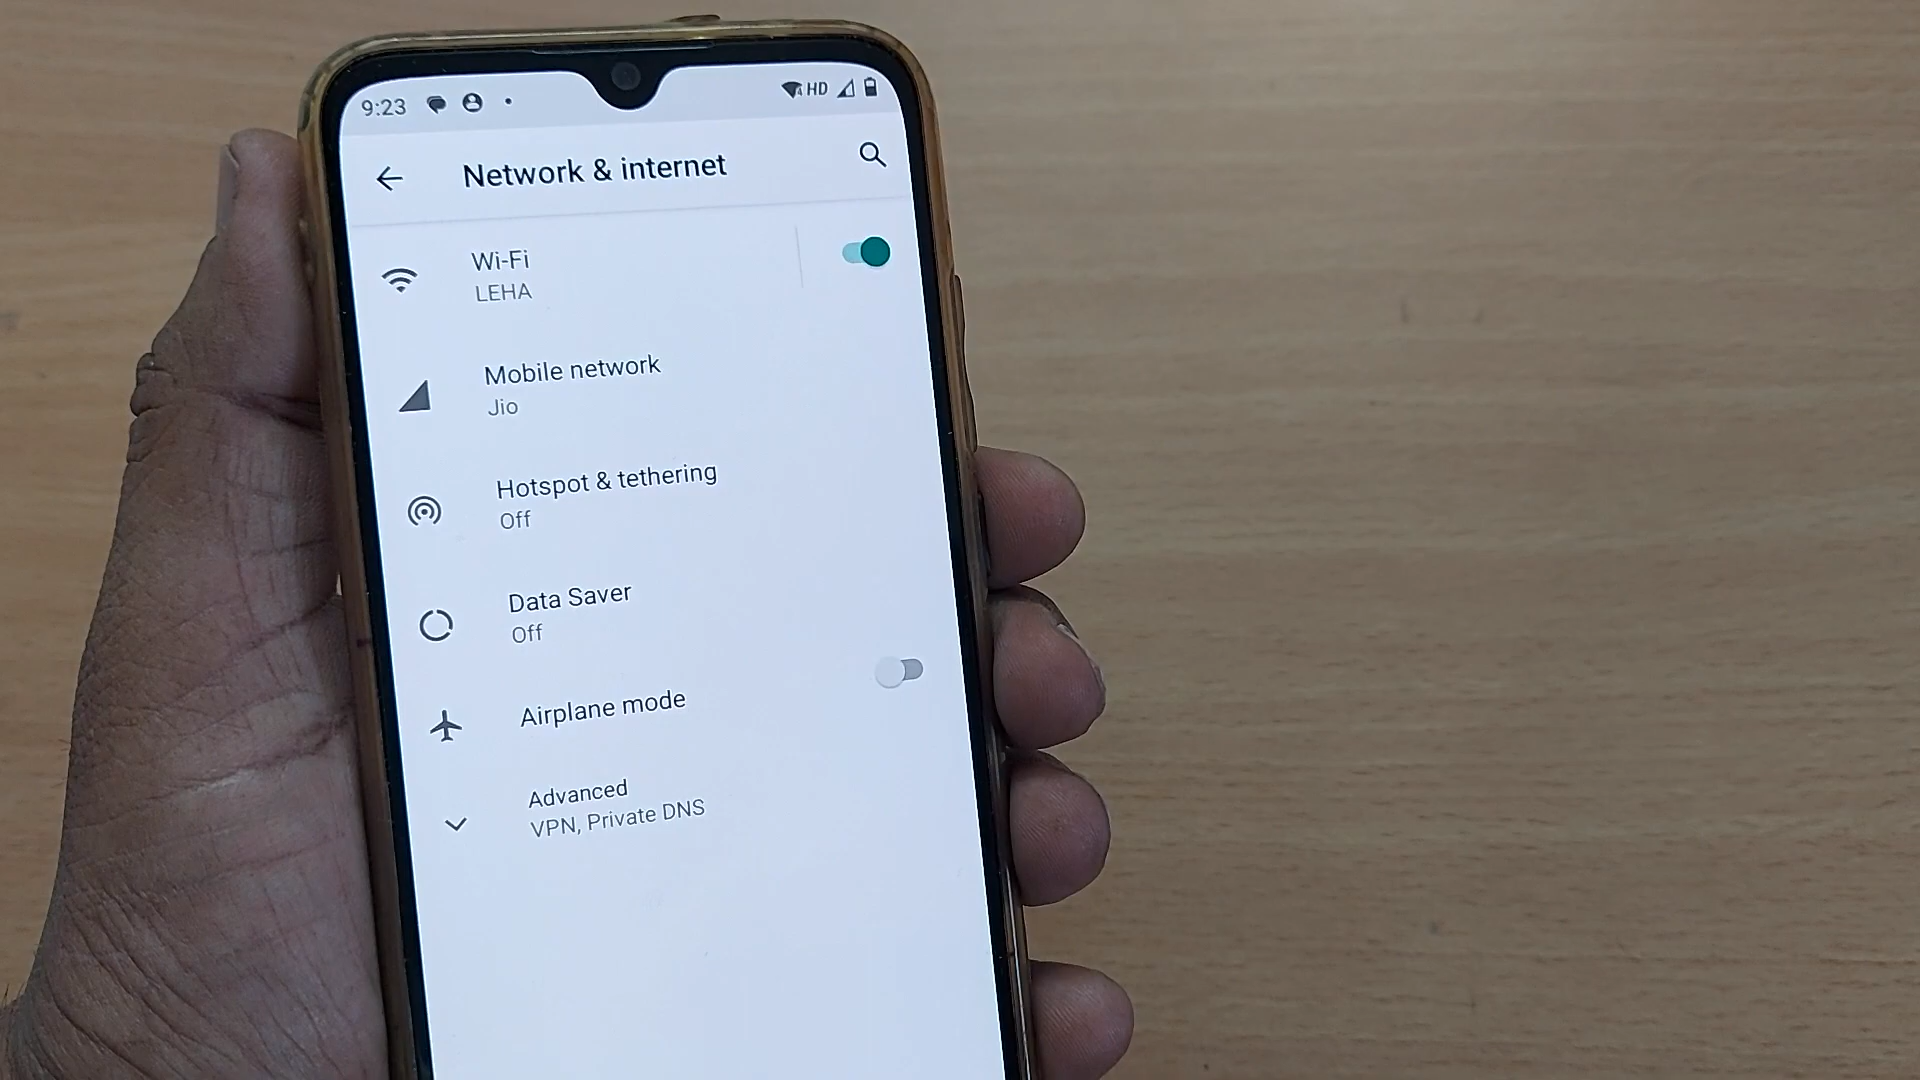 9:23
HD
Network & internet
Wi-Fi
LEHA
Mobile network
Jio
Hotspot & tethering
Off
Data Saver
Off
Airplane mode
Advanced
VPN, Private DNS